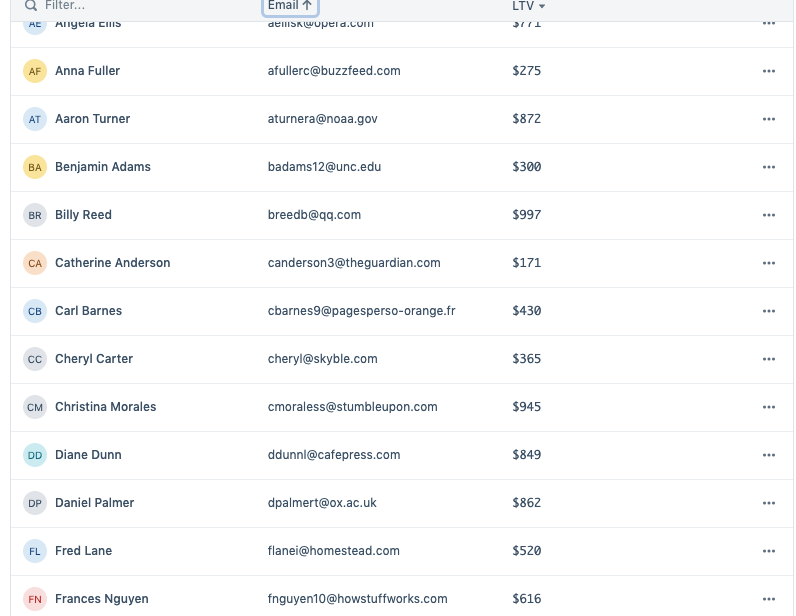 Filter... Email ↑ LTV
AE Angela Ellis aellisk@opera.com $771
AF Anna Fuller afullerc@buzzfeed.com $275
AT Aaron Turner aturnera@noaa.gov $872
BA Benjamin Adams badams12@unc.edu $300
BR Billy Reed breedb@qq.com $997
CA Catherine Anderson canderson3@theguardian.com $171
CB Carl Barnes cbarnes9@pagesperso-orange.fr $430
CC Cheryl Carter cheryl@skyble.com $365
CM Christina Morales cmoraless@stumbleupon.com $945
DD Diane Dunn ddunnl@cafepress.com $849
DP Daniel Palmer dpalmert@ox.ac.uk $862
FL Fred Lane flanei@homestead.com $520
FN Frances Nguyen fnguyen10@howstuffworks.com $616